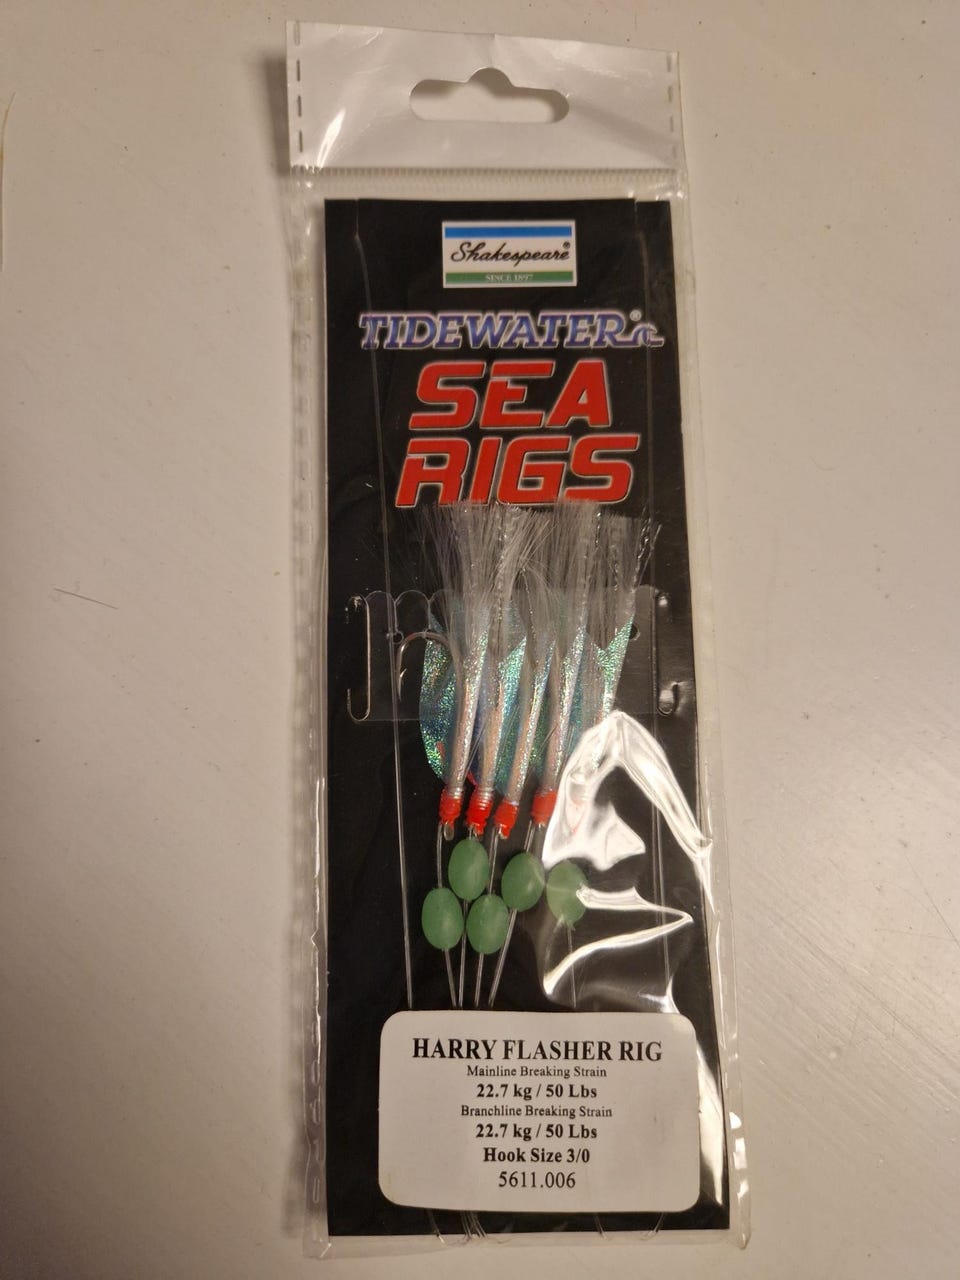 Shakespeare®
SINCE 1897
TIDEWATER®
SEA
RIGS
HARRY FLASHER RIG
Mainline Breaking Strain
22.7 kg / 50 Lbs
Branchline Breaking Strain
22.7 kg / 50 Lbs
Hook Size 3/0
5611.006